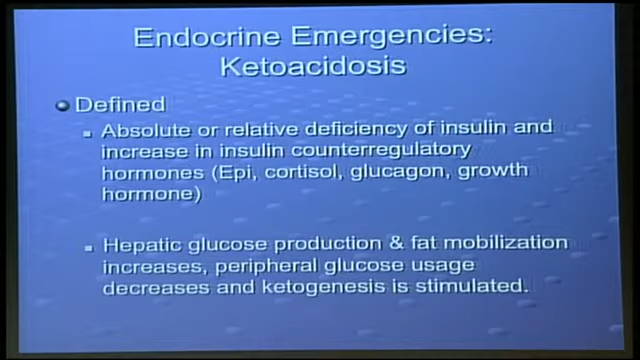 Endocrine Emergencies:
Ketoacidosis
Defined
Absolute or relative deficiency of insulin and
increase in insulin counterregulatory
hormones (Epi, cortisol, glucagon, growth
hormone)
Hepatic glucose production & fat mobilization
increases, peripheral glucose usage
decreases and ketogenesis is stimulated.